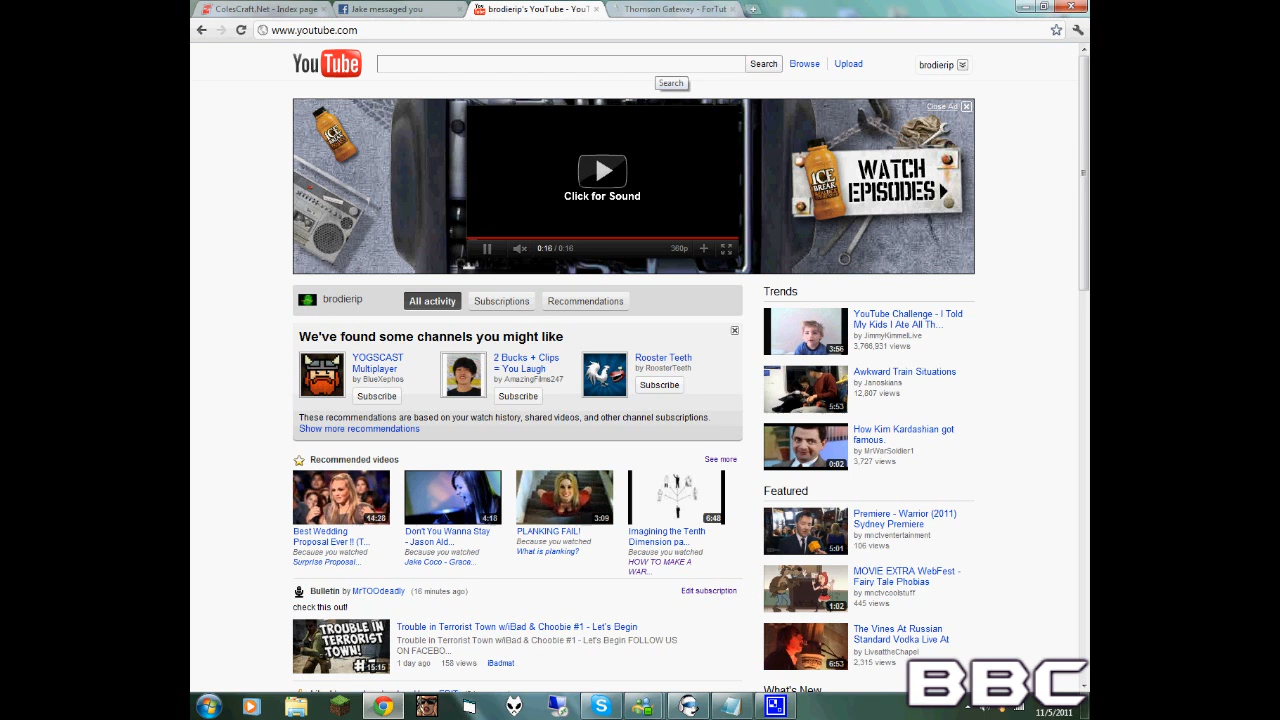 ColesCraft.Net - Index page
Jake messaged you
brodierip's YouTube - YouT
Thomson Gateway - ForTub
www.youtube.com
YouTube
Search
Browse
Upload
brodierip
Search
Close Ad
ICE BREAK
Click for Sound
0:16 / 0:16
360p
ICE BREAK
WATCH
EPISODES
brodierip
All activity
Subscriptions
Recommendations
We've found some channels you might like
YOGSCAST
Multiplayer
by BlueXephos
Subscribe
2 Bucks + Clips
= You Laugh
by AmazingFilms247
Subscribe
Rooster Teeth
by RoosterTeeth
Subscribe
These recommendations are based on your watch history, shared videos, and other channel subscriptions.
Show more recommendations
Recommended videos
See more
14:28
Best Wedding
Proposal Ever !! (T...
Because you watched
Surprise Proposal...
4:18
Don't You Wanna Stay
- Jason Ald...
Because you watched
Jake Coco - Grace...
3:09
PLANKING FAIL!
Because you watched
What is planking?
6:48
Imagining the Tenth
Dimension pa...
Because you watched
HOW TO MAKE A
WAR...
Bulletin by MrTOOdeadly (16 minutes ago)
Edit subscription
check this out!
TROUBLE IN
TERRORIST
TOWN!
15:15
Trouble in Terrorist Town w/iBad & Choobie #1 - Let's Begin
Trouble in Terrorist Town w/iBad & Choobie #1 - Let's Begin FOLLOW US
ON FACEBO...
1 day ago 158 views iBadmat
Trends
3:56
YouTube Challenge - I Told
My Kids I Ate All Th...
by JimmyKimmelLive
3,766,931 views
5:53
Awkward Train Situations
by Janoskians
12,807 views
0:02
How Kim Kardashian got
famous.
by MrWarSoldier1
3,727 views
Featured
5:01
Premiere - Warrior (2011)
Sydney Premiere
by mnctventertainment
106 views
1:02
MOVIE EXTRA WebFest -
Fairy Tale Phobias
by mnctvcoolstuff
445 views
6:53
The Vines At Russian
Standard Vodka Live At
by LiveattheChapel
2,315 views
What's New
BBC
11/5/2011